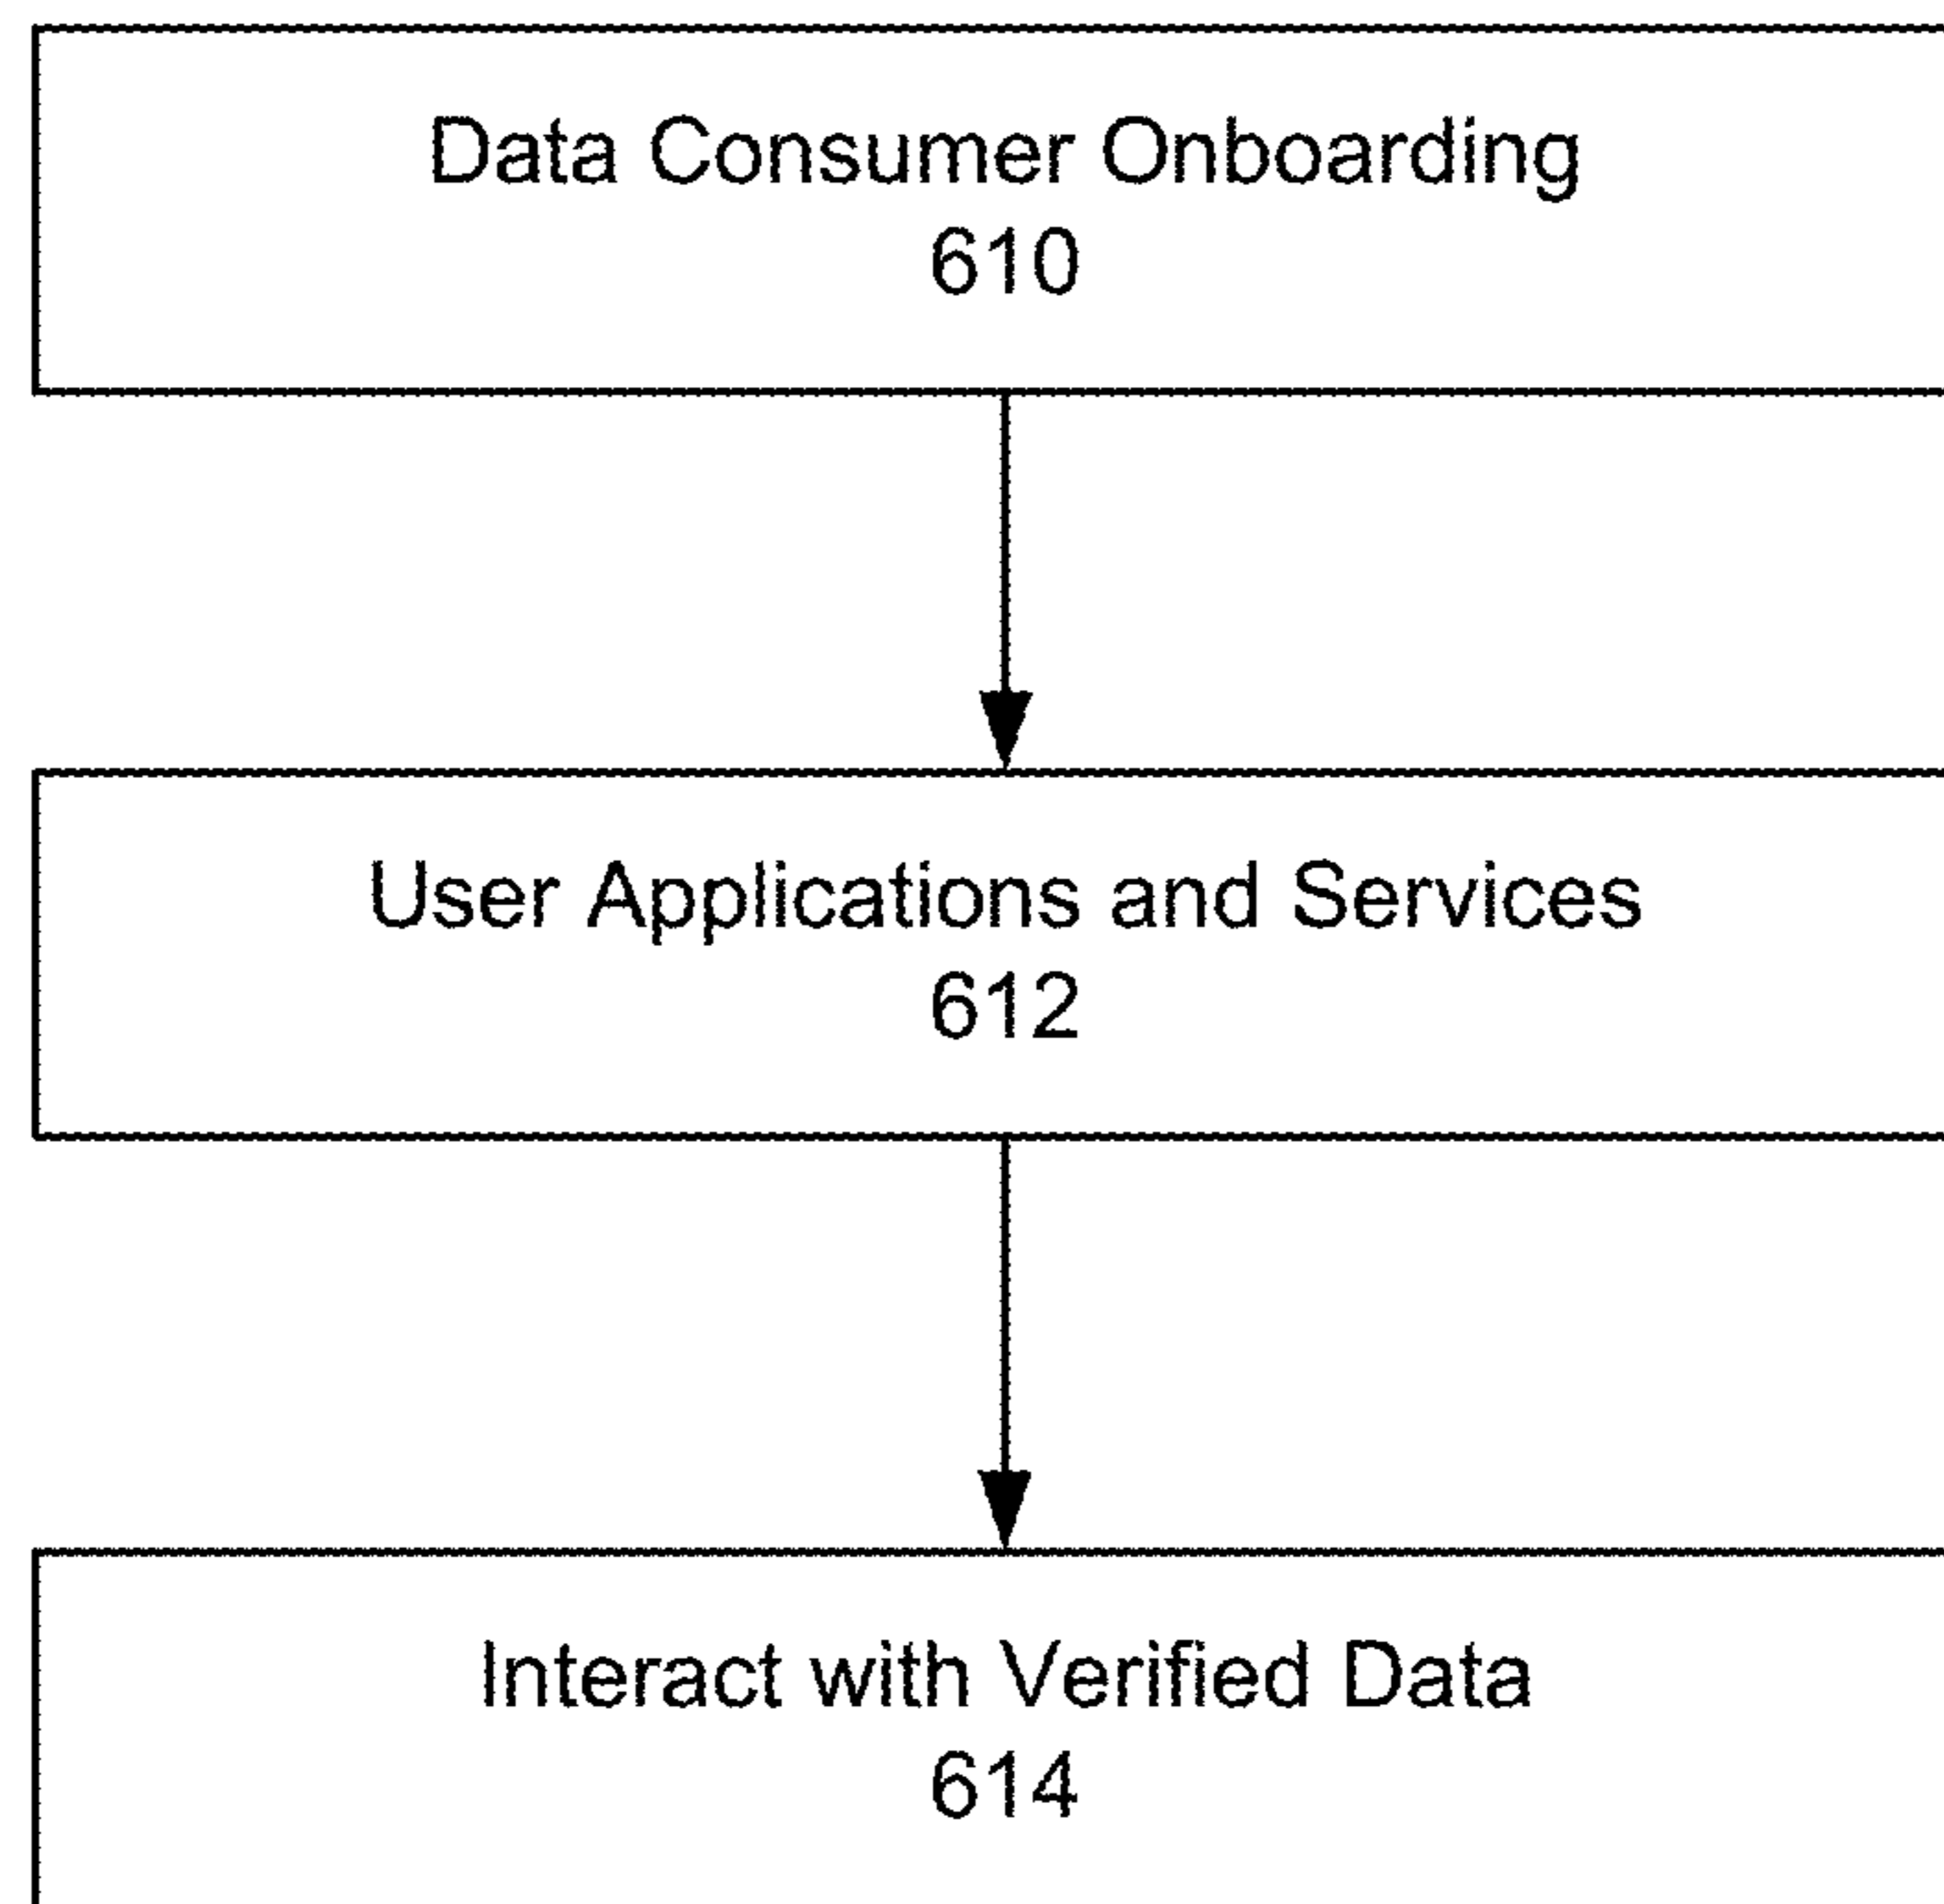 Data Consumer Onboarding
610
User Applications and Services
612
Interact with Verified Data
614